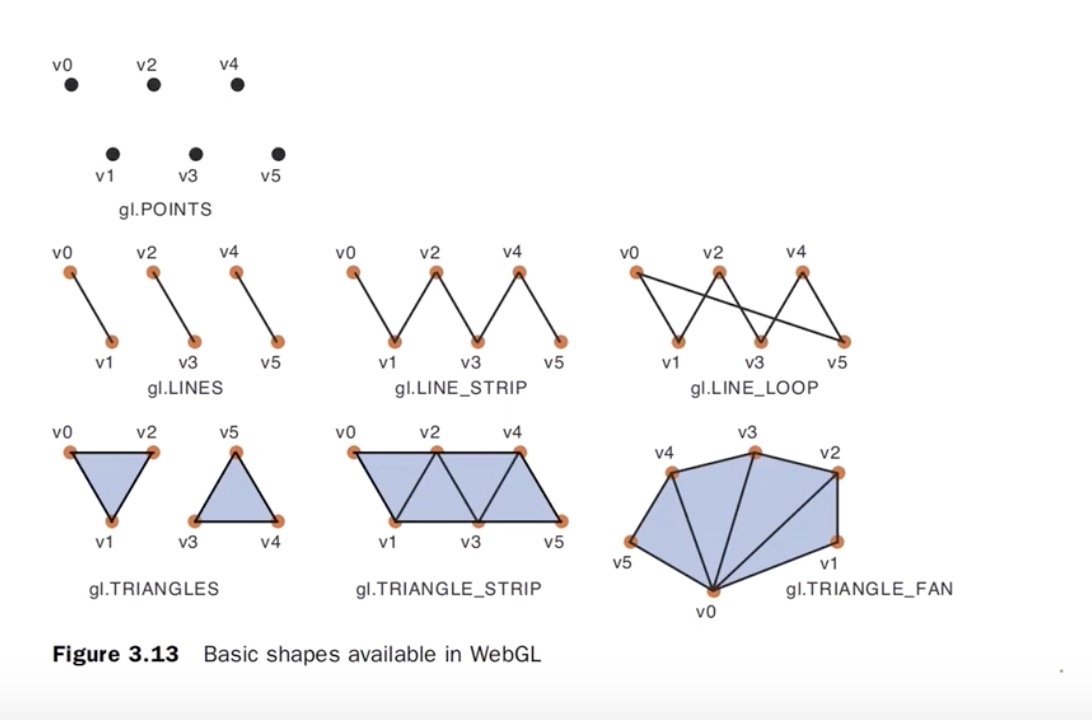 v0 v2 v4
v1 v3 v5
gl.POINTS
v0 v2 v4 v0 v2 v4 v0 v2 v4
v1 v3 v5 v1 v3 v5 v1 v3 v5
gl.LINES gl.LINE_STRIP gl.LINE_LOOP
v0 v2 v5 v0 v2 v4 v3
v4 v2
v1 v3 v4 v1 v3 v5
v5 v1
gl.TRIANGLES gl.TRIANGLE_STRIP gl.TRIANGLE_FAN
v0
Figure 3.13 Basic shapes available in WebGL